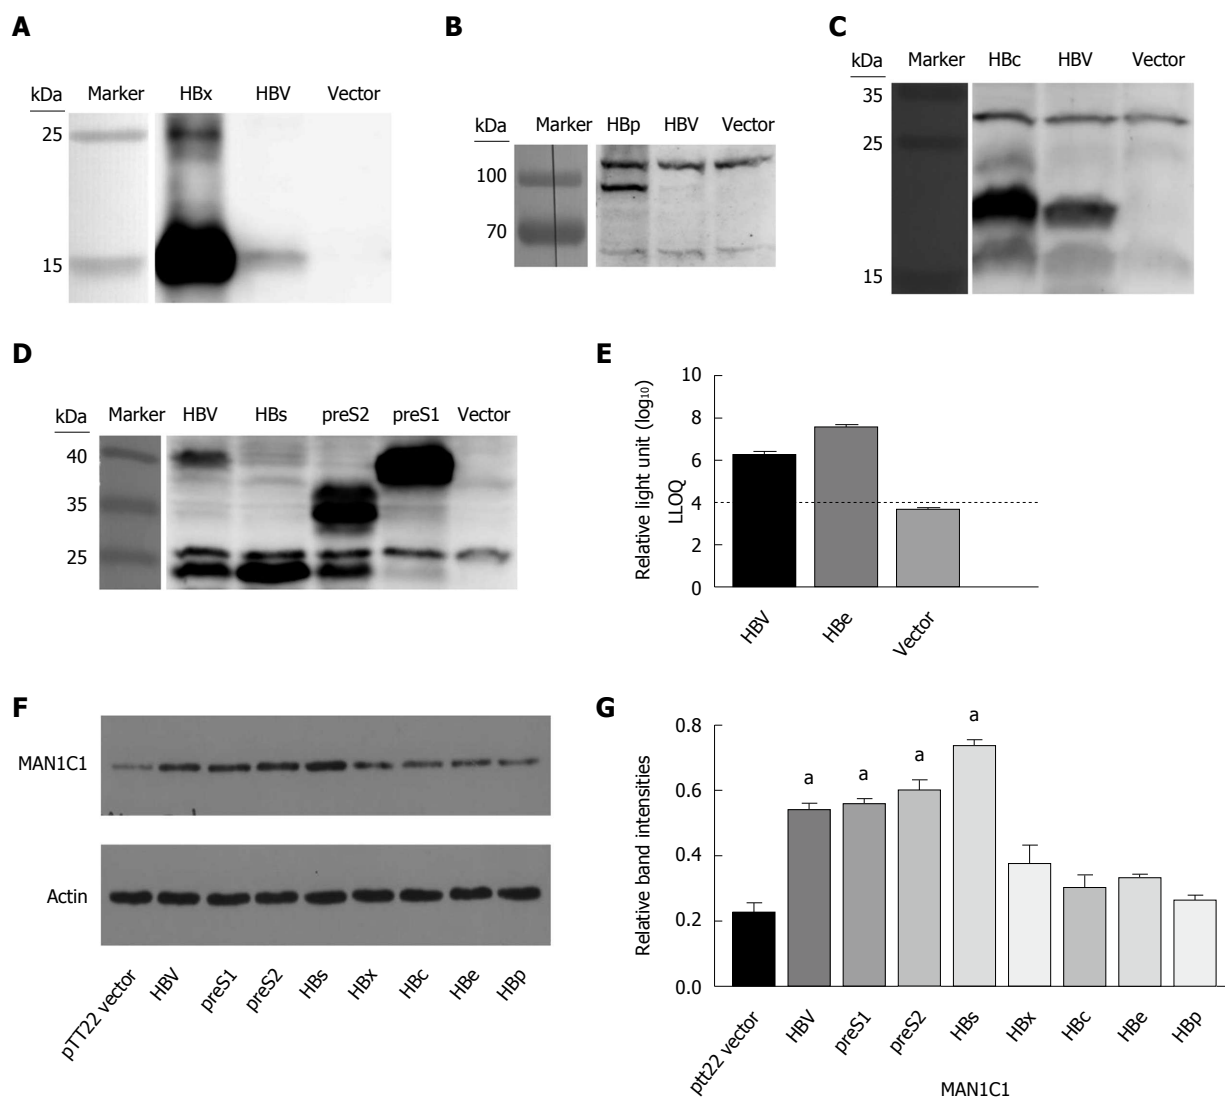 A
kDa Marker HBx HBV Vector
25
15
B
kDa Marker HBp HBV Vector
100
70
C
kDa Marker HBc HBV Vector
35
25
15
D
kDa Marker HBV HBs preS2 preS1 Vector
40
35
25
E
Relative light unit (log10)
LLOQ
10
8
6
4
2
0
HBV HBe Vector
F
MAN1C1
Actin
pTT22 vector HBV preS1 preS2 HBs HBx HBc HBe HBp
G
Relative band intensities
0.8
0.6
0.4
0.2
0.0
a a a a
ptt22 vector HBV preS1 preS2 HBs HBx HBc HBe HBp
MAN1C1